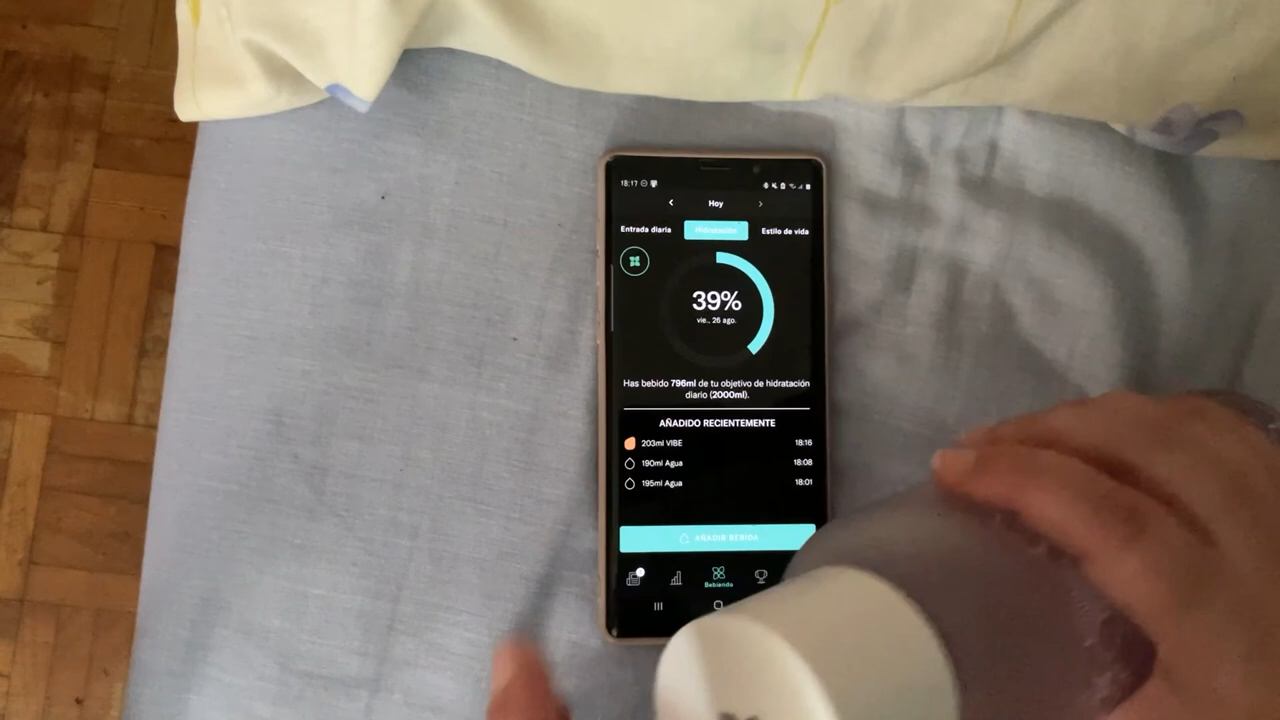 18:17
Hoy
Entrada diaria Hidratación Estilo de vida
39%
vie., 26 ago.
Has bebido 796ml de tu objetivo de hidratación
diario (2000ml).
AÑADIDO RECIENTEMENTE
203ml VIBE 18:16
190ml Agua 18:08
195ml Agua 18:01
AÑADIR BEBIDA
Bebiendo